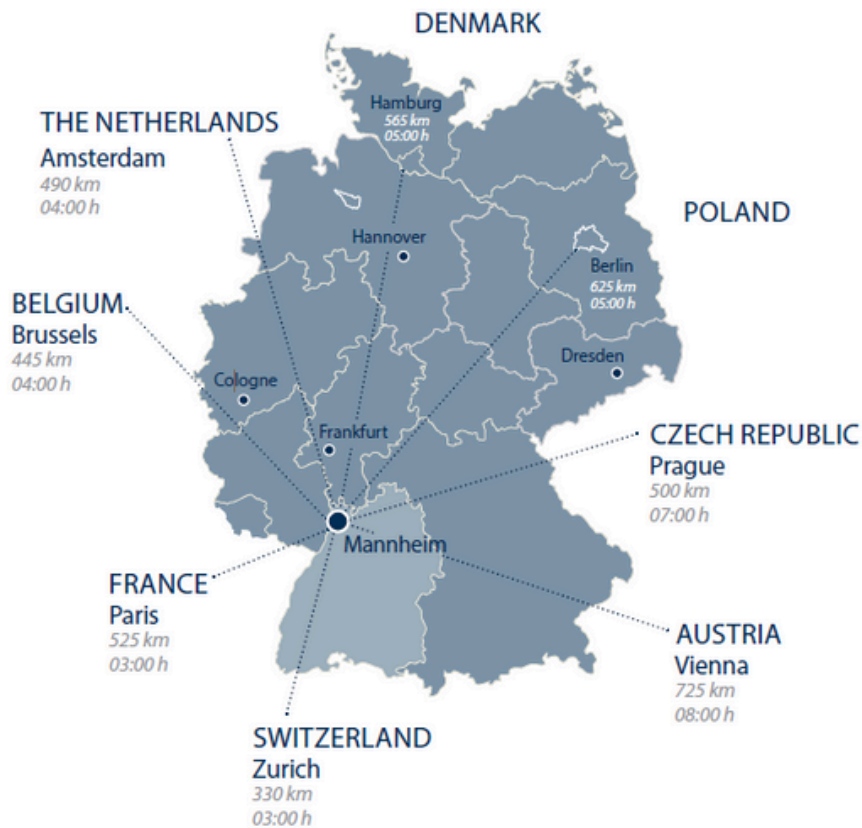 DENMARK
Hamburg
565 km
05:00 h
THE NETHERLANDS
Amsterdam
490 km
04:00 h
POLAND
Hannover
Berlin
625 km
05:00 h
BELGIUM
Brussels
445 km
04:00 h
Dresden
Cologne
Frankfurt
CZECH REPUBLIC
Prague
500 km
07:00 h
Mannheim
FRANCE
Paris
525 km
03:00 h
AUSTRIA
Vienna
725 km
08:00 h
SWITZERLAND
Zurich
330 km
03:00 h